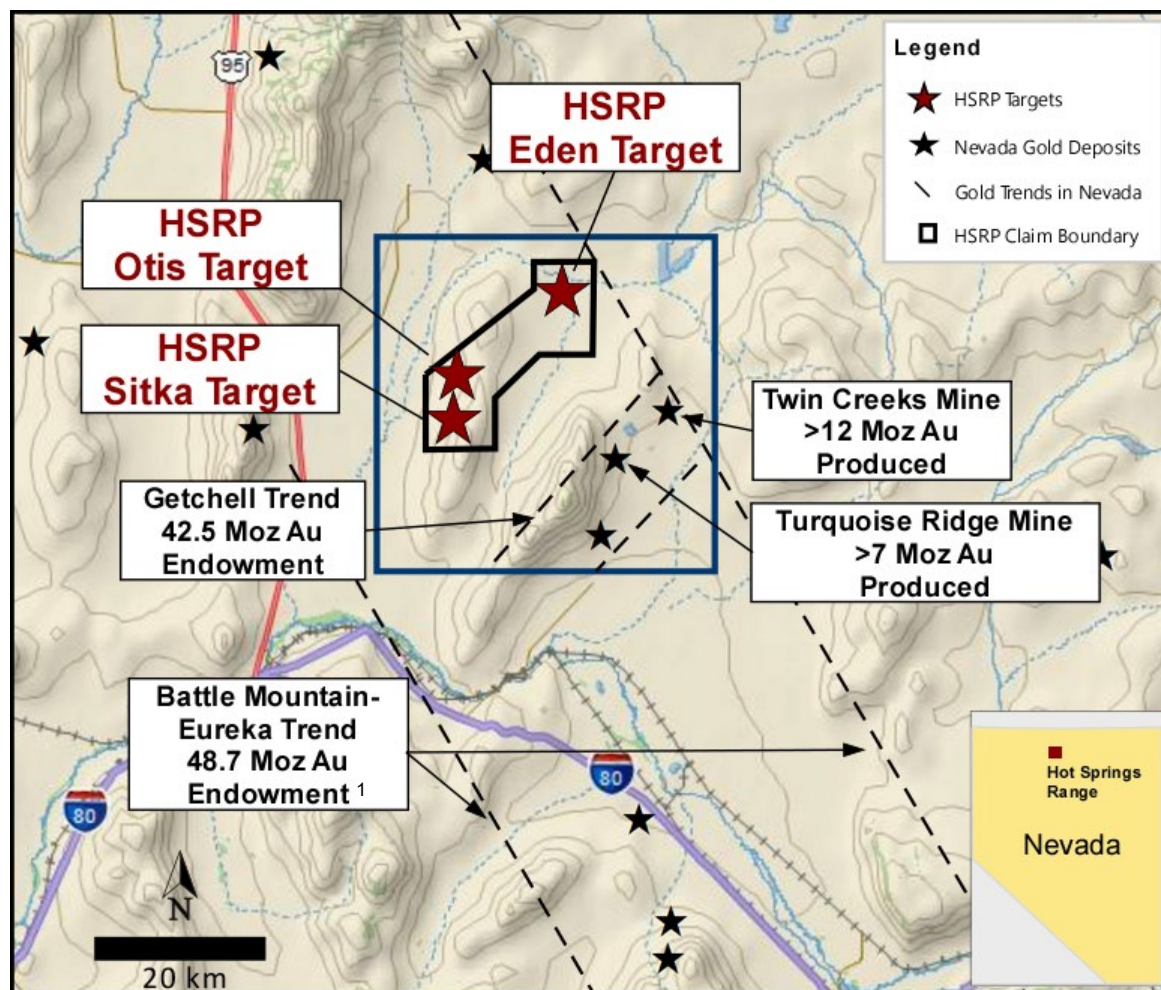 95
HSRP
Eden Target
Legend
HSRP Targets
Nevada Gold Deposits
Gold Trends in Nevada
HSRP Claim Boundary
HSRP
Otis Target
HSRP
Sitka Target
Twin Creeks Mine
>12 Moz Au
Produced
Getchell Trend
42.5 Moz Au
Endowment
Turquoise Ridge Mine
>7 Moz Au
Produced
Battle Mountain-
Eureka Trend
48.7 Moz Au
Endowment 1
80
80
Hot Springs
Range
Nevada
N
20 km